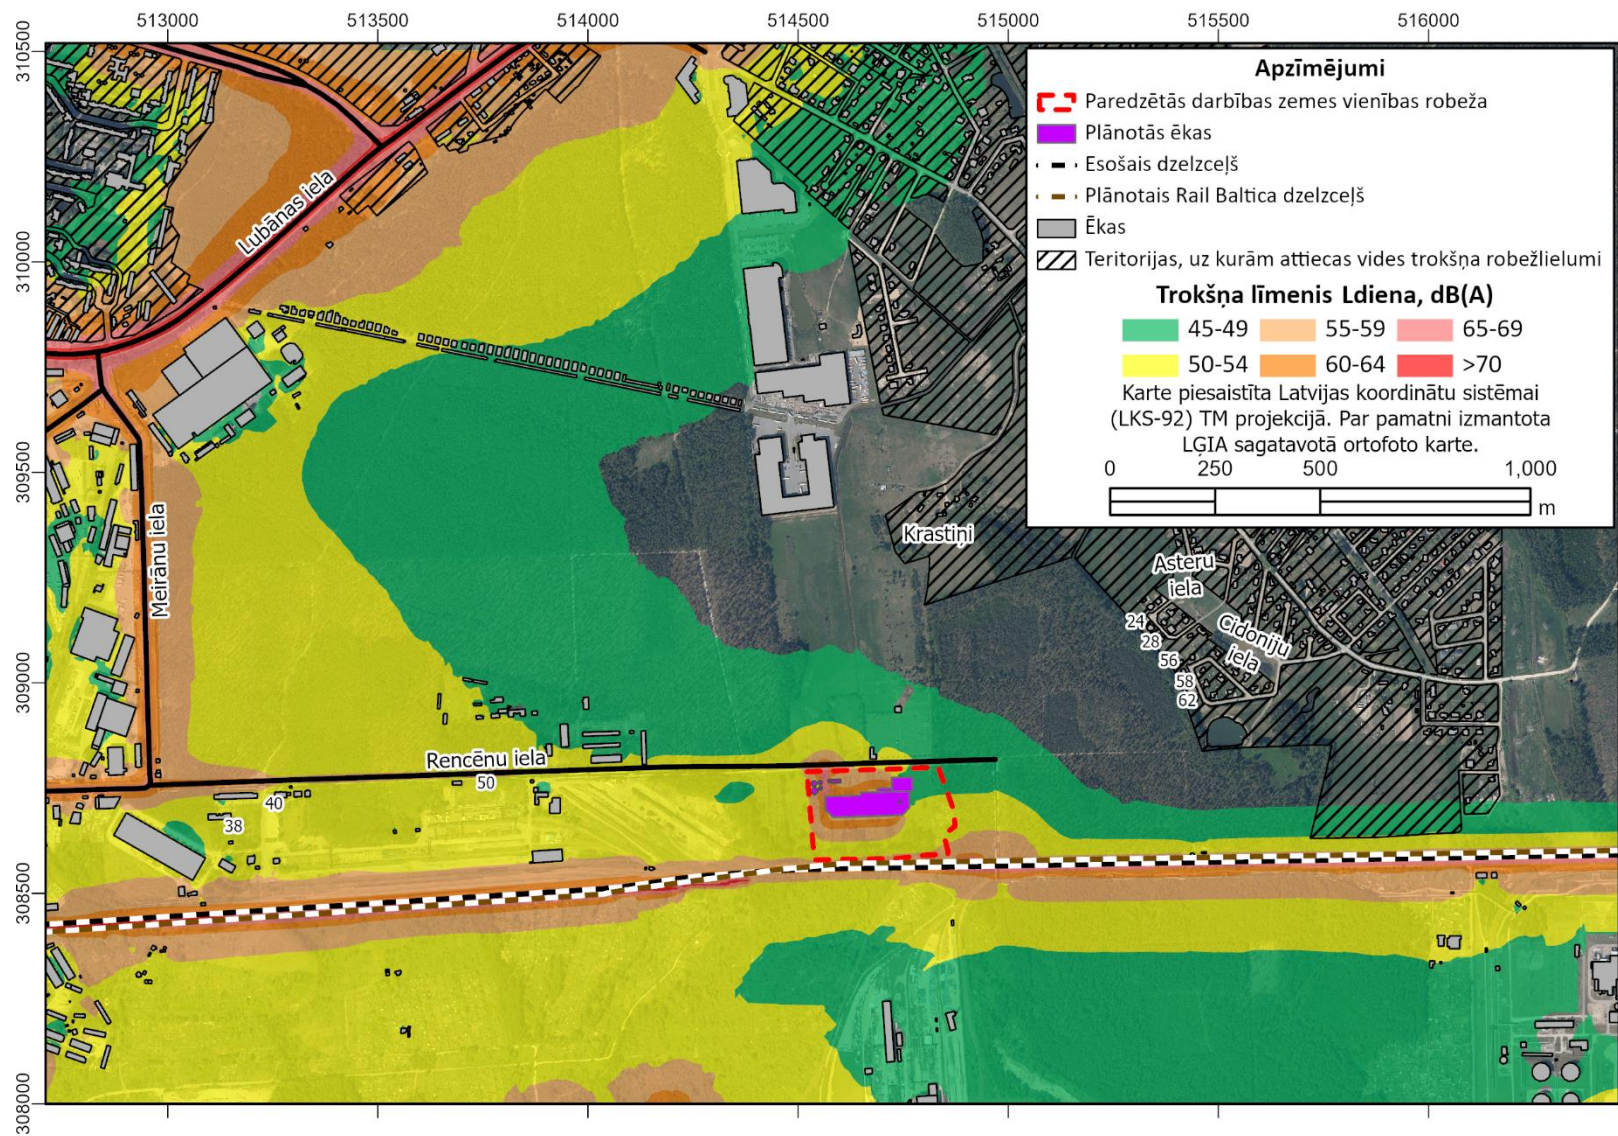 513000 513500 514000 514500 515000 515500 516000
310500
310000
309500
309000
308500
308000
Apzīmējumi
Paredzētās darbības zemes vienības robeža
Plānotās ēkas
Esošais dzelzceļš
Plānotais Rail Baltica dzelzceļš
Ēkas
Teritorijas, uz kurām attiecas vides trokšņa robežlielumi
Trokšņa līmenis Ldiena, dB(A)
45-49 55-59 65-69
50-54 60-64 >70
Karte piesaistīta Latvijas koordinātu sistēmai
(LKS-92) TM projekcijā. Par pamatni izmantota
LĢIA sagatavotā ortofoto karte.
0 250 500 1,000
m
Lubānas iela
Meirānu iela
Krastiņi
Asteru
iela
Cidoniju
iela
24
28
56
58
62
Rencēnu iela
50
40
38